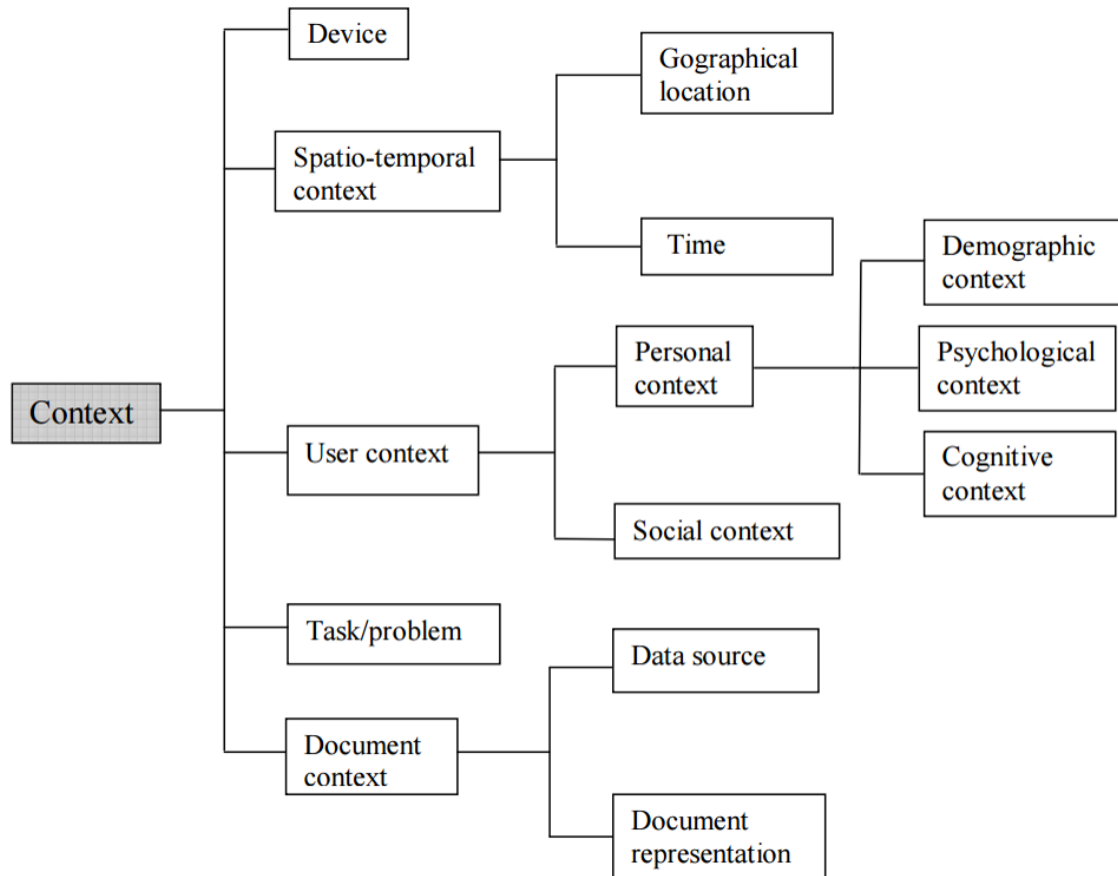 Device
Gographical
location
Spatio-temporal
context
Time
Demographic
context
Personal
context
Psychological
context
Context
User context
Cognitive
context
Social context
Task/problem
Data source
Document
context
Document
representation